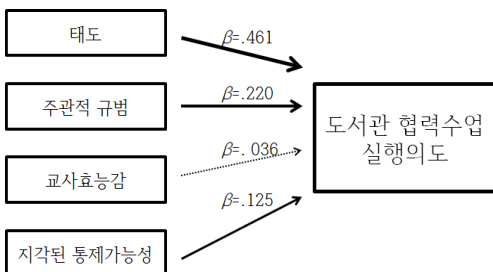 태도
β=.461
주관적 규범
β=.220
도서관 협력수업
실행의도
교사효능감
β=. 036
지각된 통제가능성
β=.125